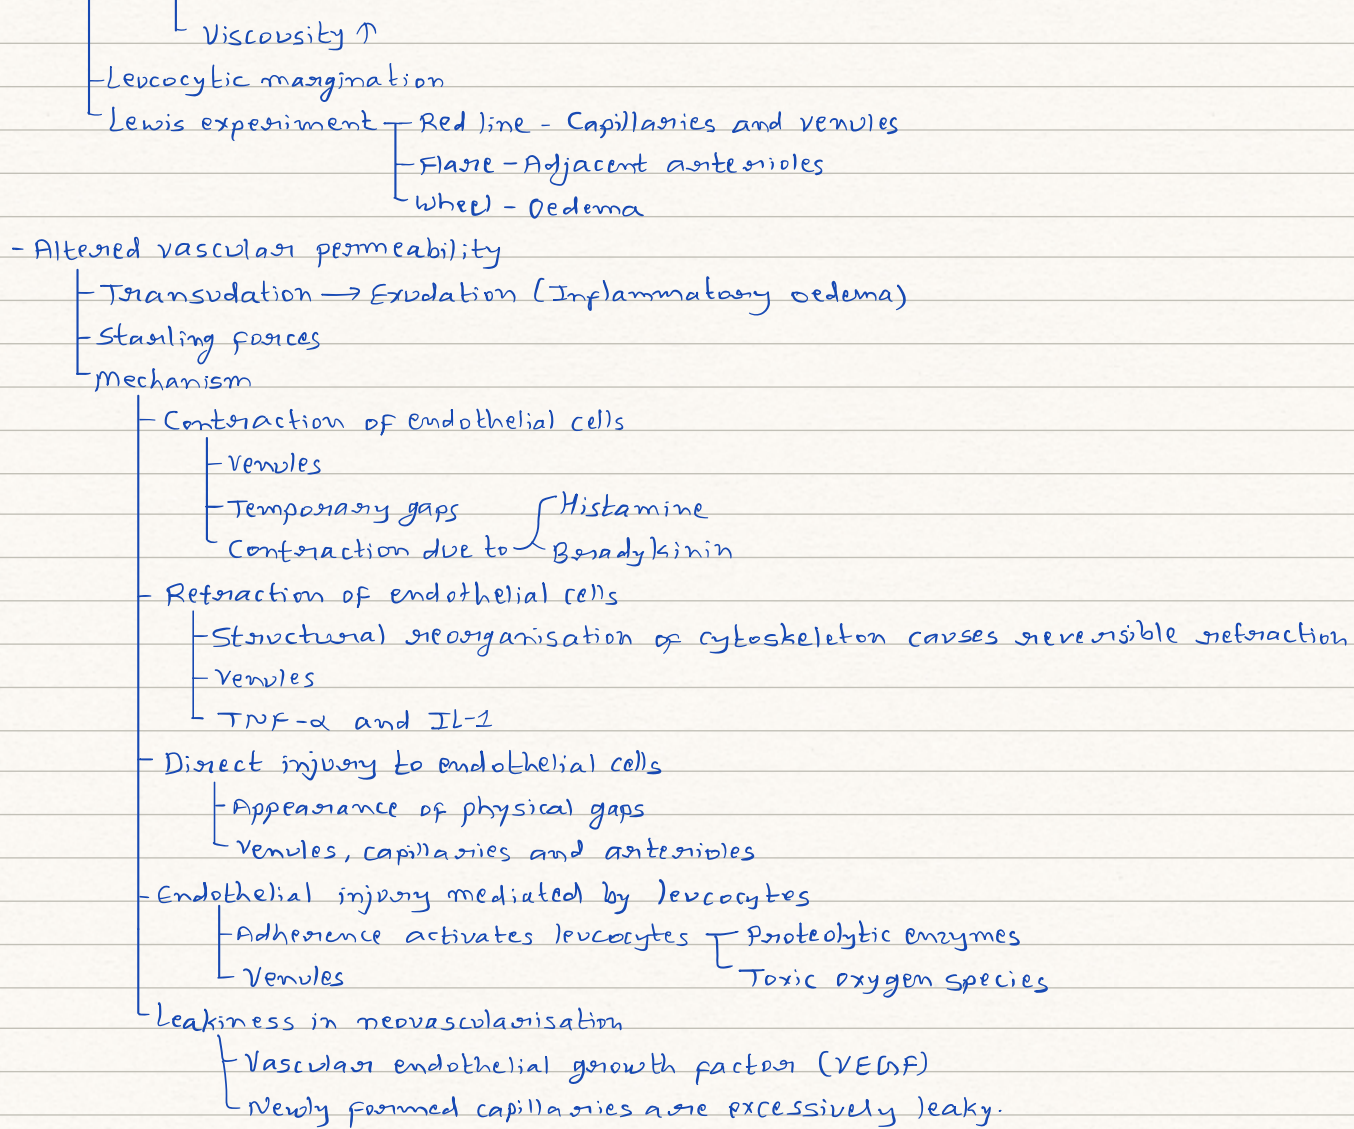 Viscousity ↑
Leucocytic margination
Lewis experiment Red line - Capillaries and venules
Flare - Adjacent arterioles
Wheel - Oedema
- Altered vascular permeability
Transudation → Exudation (Inflammatory oedema)
Starling forces
Mechanism
Contraction of endothelial cells
Venules
Temporary gaps Histamine
Contraction due to Bradykinin
Retraction of endothelial cells
Structural reorganisation of cytoskeleton causes reversible retraction
Venules
TNF-α and IL-1
Direct injury to endothelial cells
Appearance of physical gaps
Venules, capillaries and arterioles
Endothelial injury mediated by leucocytes
Adherence activates leucocytes Proteolytic enzymes
Venules Toxic oxygen species
Leakiness in neovascularisation
Vascular endothelial growth factor (VEGF)
Newly formed capillaries are excessively leaky.